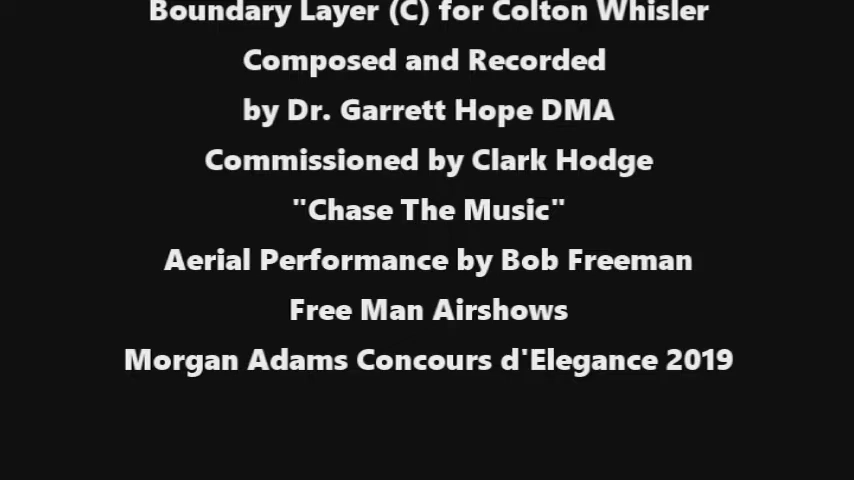 Boundary Layer (C) for Colton Whisler
Composed and Recorded
by Dr. Garrett Hope DMA
Commissioned by Clark Hodge
"Chase The Music"
Aerial Performance by Bob Freeman
Free Man Airshows
Morgan Adams Concours d'Elegance 2019